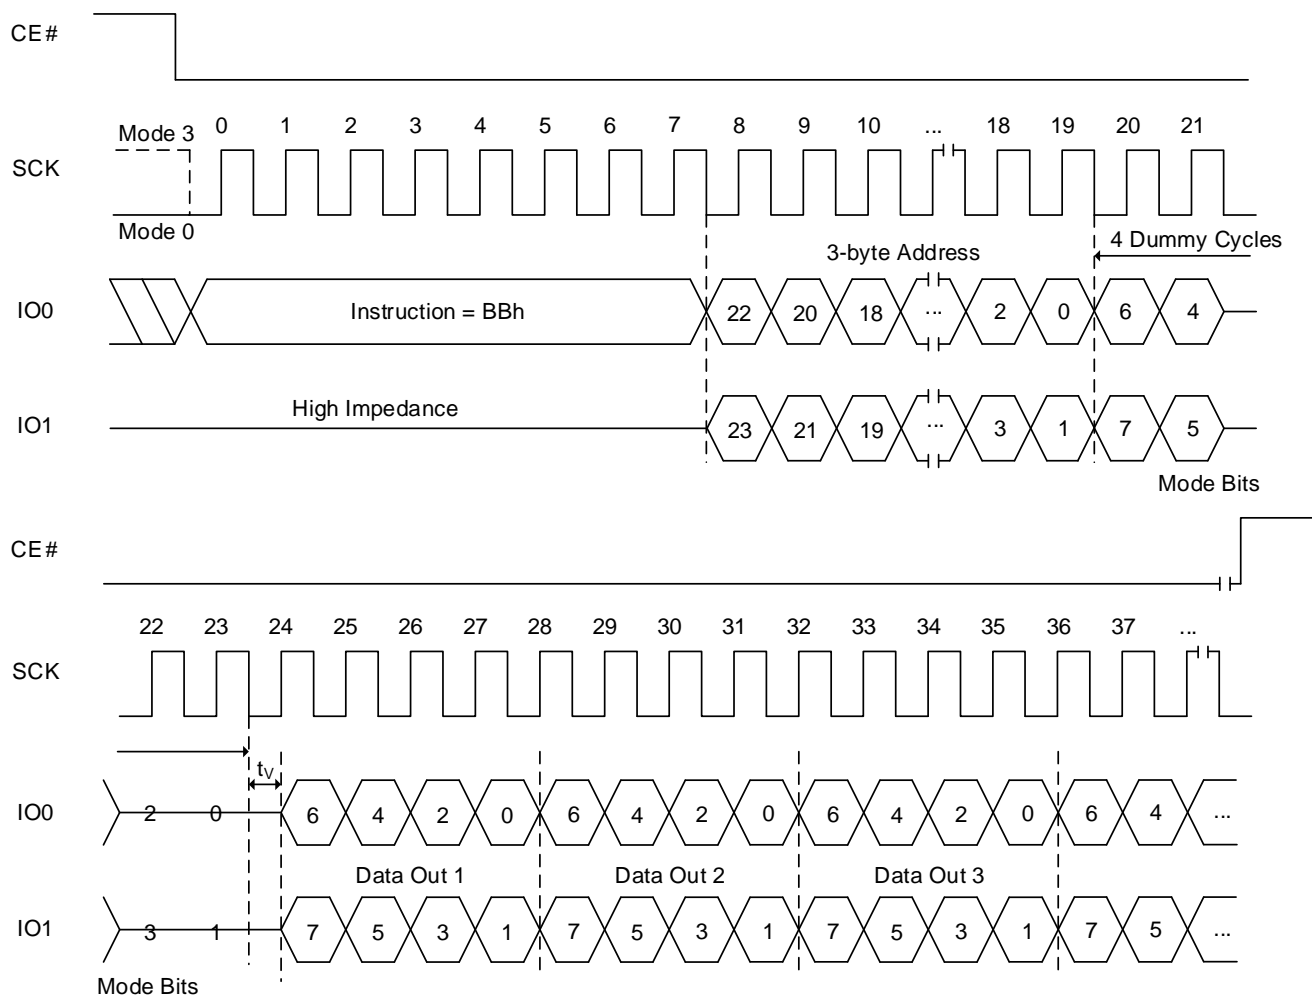 CE#
Mode 3 0 1 2 3 4 5 6 7 8 9 10 ... 18 19 20 21
SCK
Mode 0
3-byte Address 4 Dummy Cycles
IO0 Instruction = BBh 22 20 18 ... 2 0 6 4
High Impedance
IO1 23 21 19 ... 3 1 7 5
Mode Bits
CE#
22 23 24 25 26 27 28 29 30 31 32 33 34 35 36 37 ...
SCK
tV
IO0 2 0 6 4 2 0 6 4 2 0 6 4 2 0 6 4 ...
Data Out 1 Data Out 2 Data Out 3
IO1 3 1 7 5 3 1 7 5 3 1 7 5 3 1 7 5 ...
Mode Bits